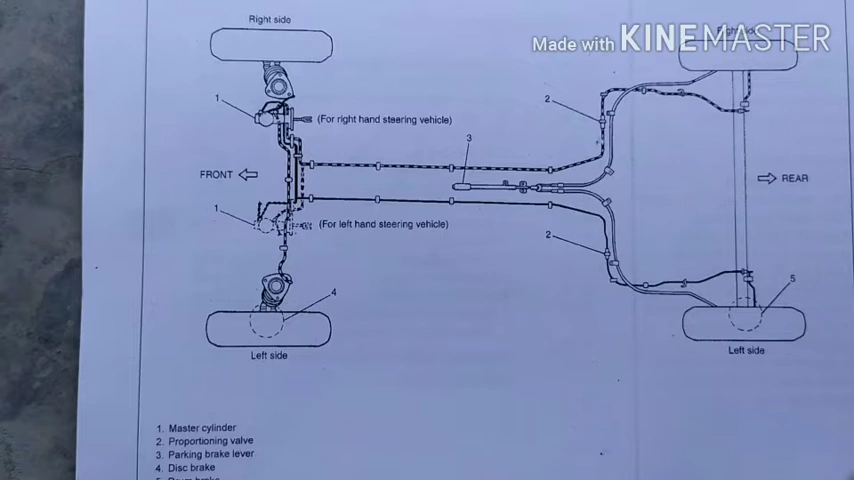 Right side
Right side
Made with KINEMASTER
1
2
(For right hand steering vehicle)
3
FRONT
REAR
1
(For left hand steering vehicle)
2
4
5
Left side
Left side
1. Master cylinder
2. Proportioning valve
3. Parking brake lever
4. Disc brake